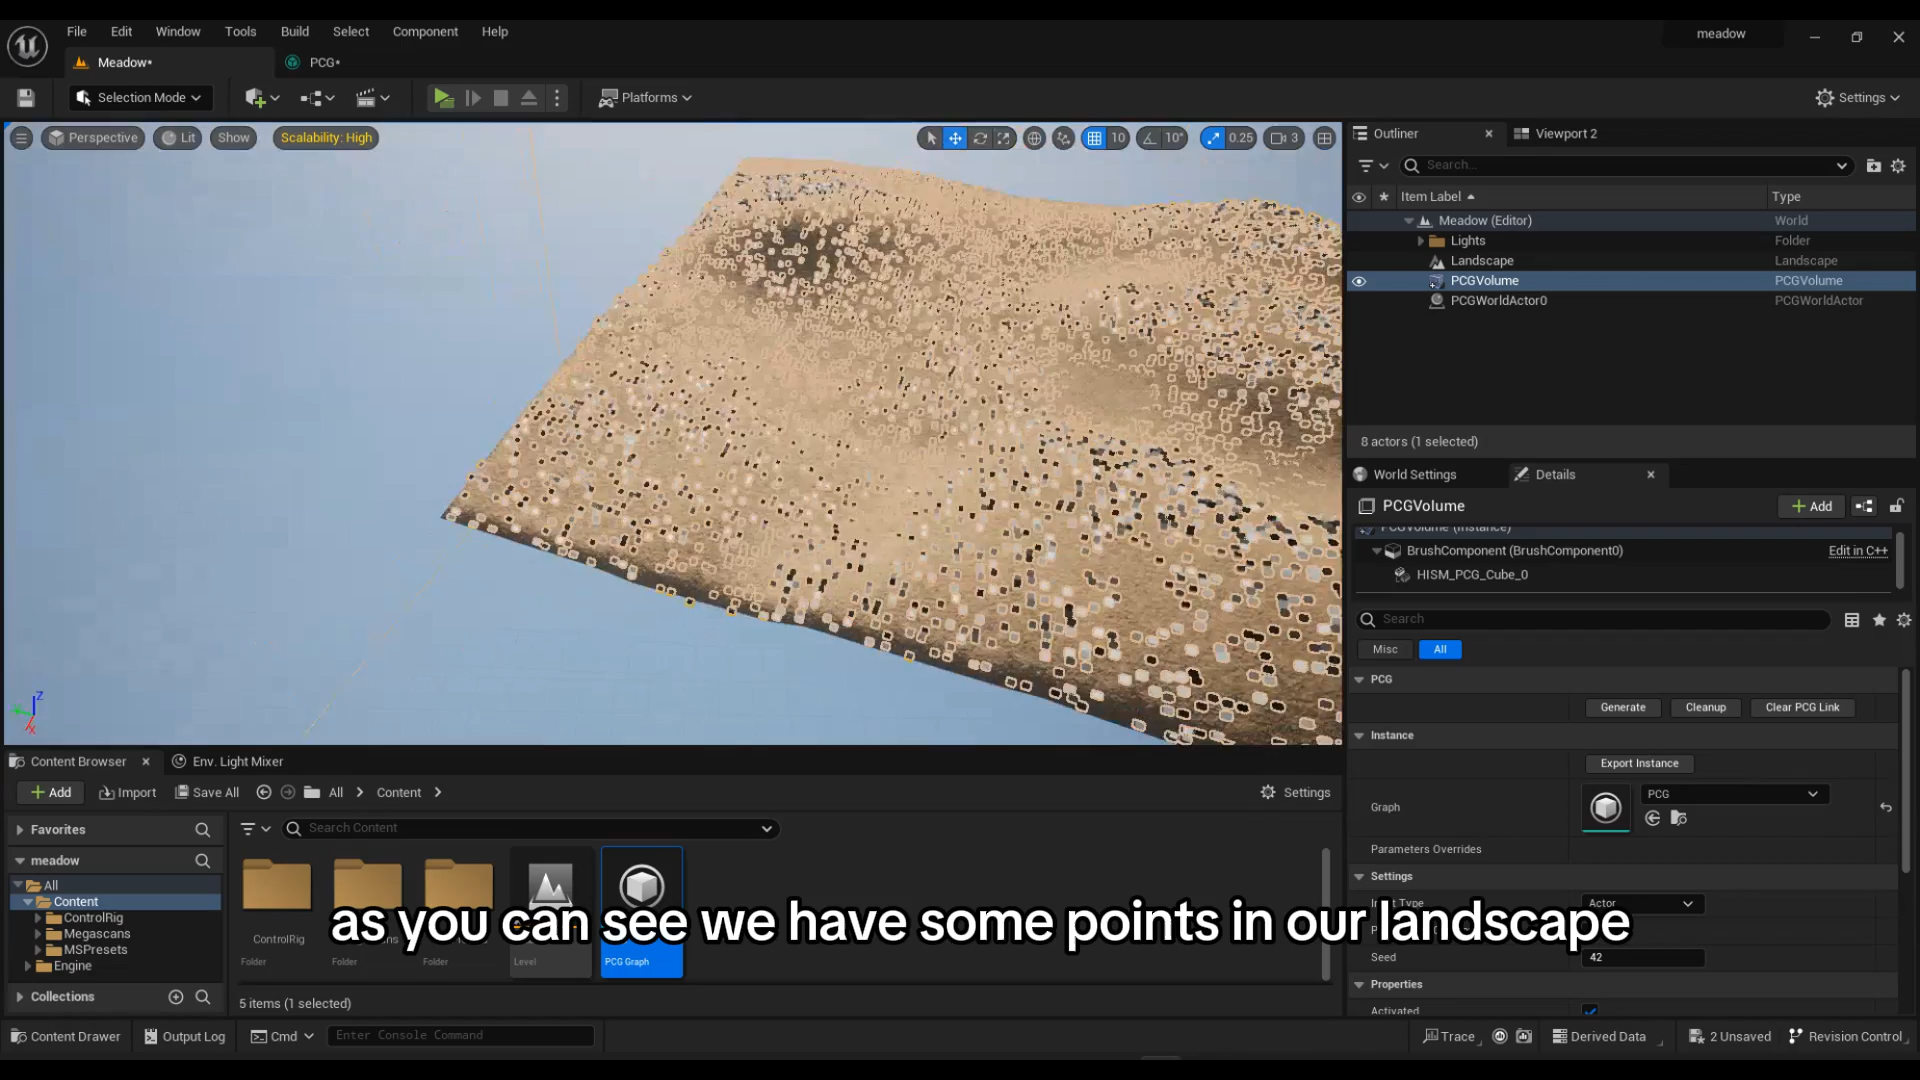 File Edit Window Tools Build Select Component Help
meadow
Meadow* PCG*
Selection Mode Platforms Settings
Perspective Lit Show Scalability: High 10 10° 0.25 3
Outliner Viewport 2
Search...
Item Label Type
Meadow (Editor) World
Lights Folder
Landscape Landscape
PCGVolume PCGVolume
PCGWorldActor0 PCGWorldActor
8 actors (1 selected)
World Settings Details
PCGVolume Add
PCGVolume (Instance)
BrushComponent (BrushComponent0) Edit in C++
HISM_PCG_Cube_0
Search
Misc All
PCG
Generate Cleanup Clear PCG Link
Instance
Export Instance
Graph PCG
Parameters Overrides
Settings
Actor
Seed 42
Properties
Activated
Z
X
Content Browser Env. Light Mixer
Add Import Save All All Content Settings
Favorites Search Content
meadow
All
Content
ControlRig
Megascans
MSPresets
Engine
Collections
ControlRig
Folder Folder Folder Level PCG Graph
as you can see we have some points in our landscape
5 items (1 selected)
Content Drawer Output Log Cmd Enter Console Command Trace Derived Data 2 Unsaved Revision Control